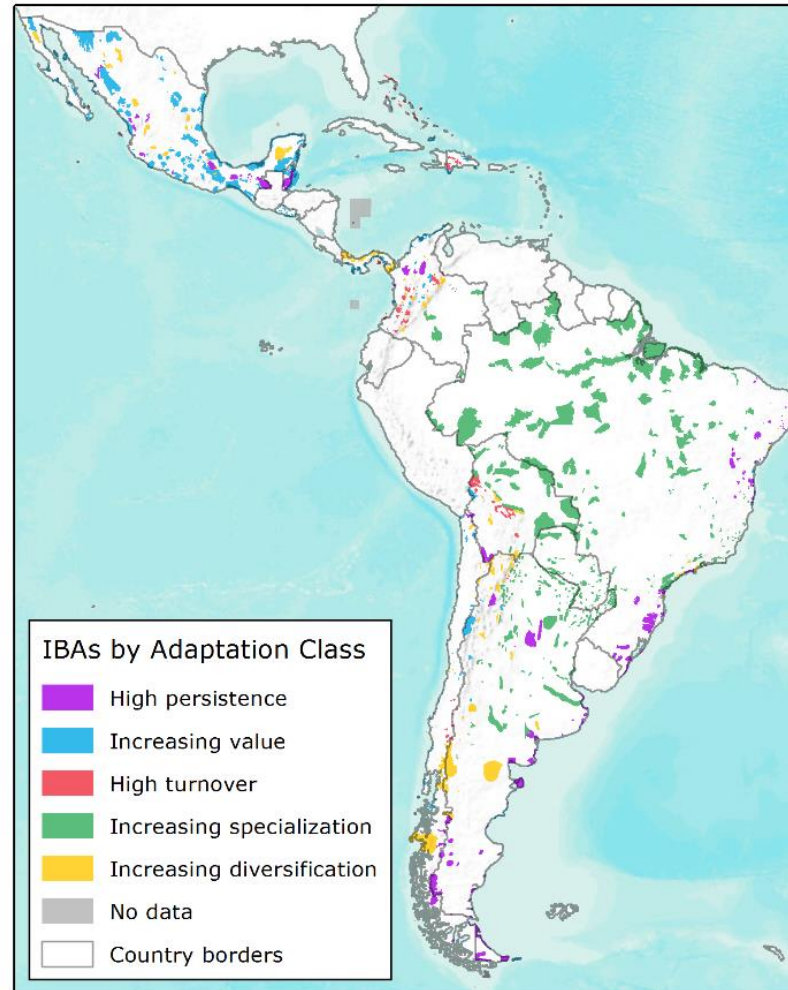 IBAs by Adaptation Class
High persistence
Increasing value
High turnover
Increasing specialization
Increasing diversification
No data
Country borders